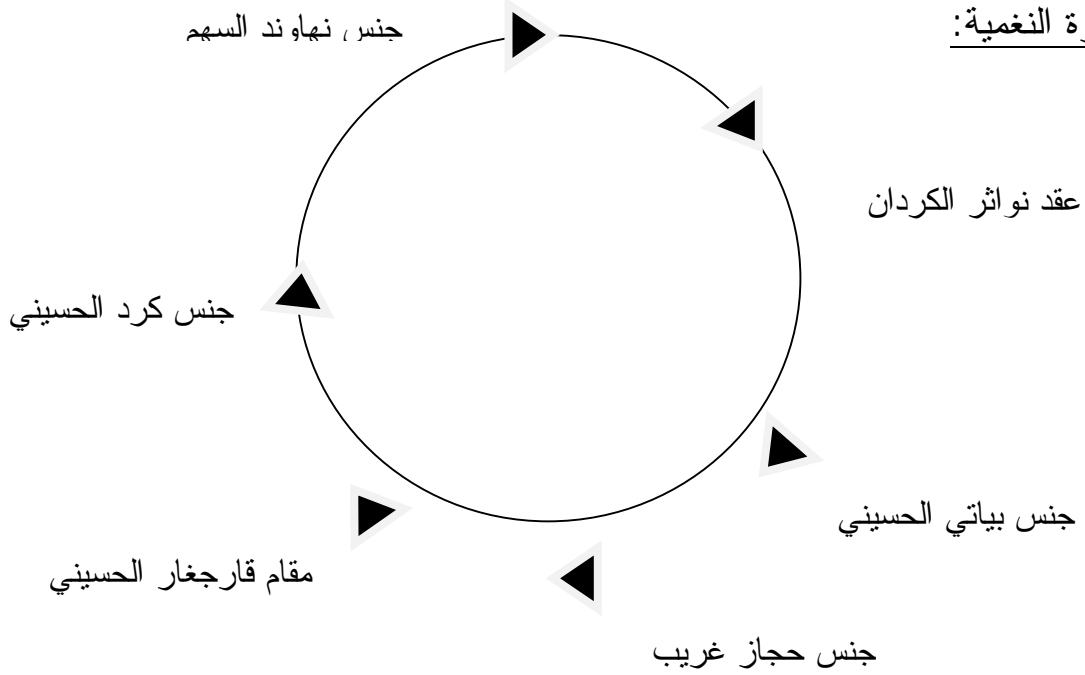 النغمية:
جنس نهاوند السهم
عقد نواثر الكردان
جنس كرد الحسيني
جنس بياتي الحسيني
مقام قارجغار الحسيني
جنس حجاز غريب